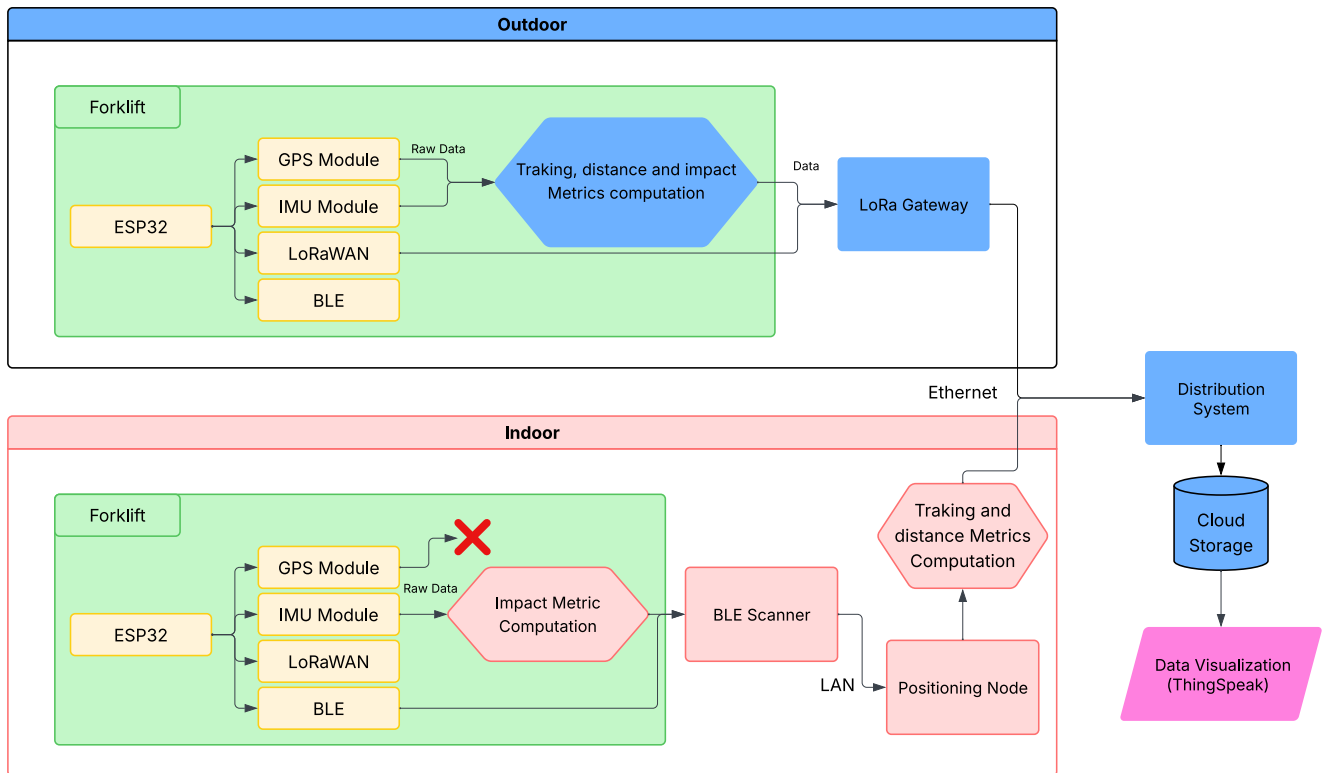 Outdoor
Forklift
ESP32
GPS Module
IMU Module
LoRaWAN
BLE
Raw Data
Traking, distance and impact
Metrics computation
Data
LoRa Gateway
Ethernet
Distribution
System
Cloud
Storage
Data Visualization
(ThingSpeak)
Indoor
Forklift
ESP32
GPS Module
IMU Module
LoRaWAN
BLE
Raw Data
Impact Metric
Computation
BLE Scanner
LAN
Positioning Node
Traking and
distance Metrics
Computation